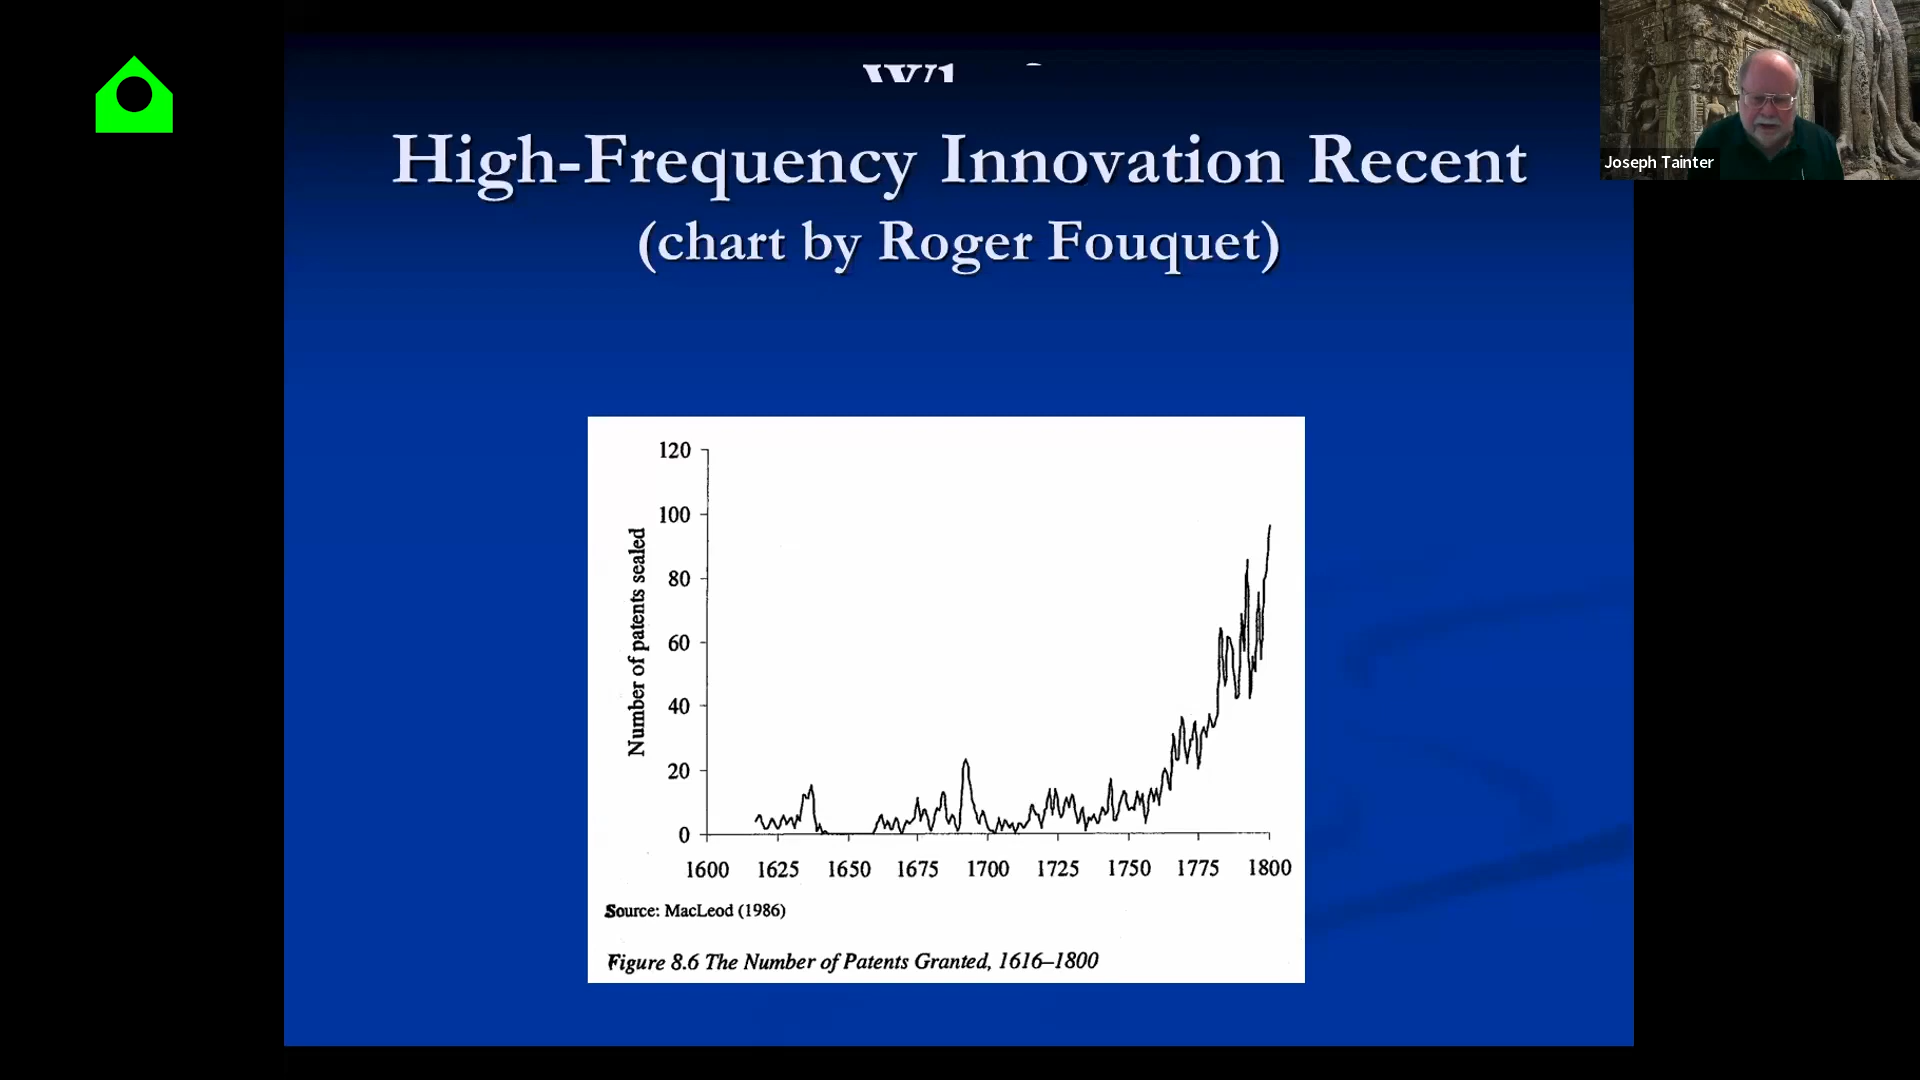 High-Frequency Innovation Recent
(chart by Roger Fouquet)
Joseph Tainter
120
100
80
60
40
20
0
Number of patents sealed
1600 1625 1650 1675 1700 1725 1750 1775 1800
Source: MacLeod (1986)
Figure 8.6 The Number of Patents Granted, 1616–1800